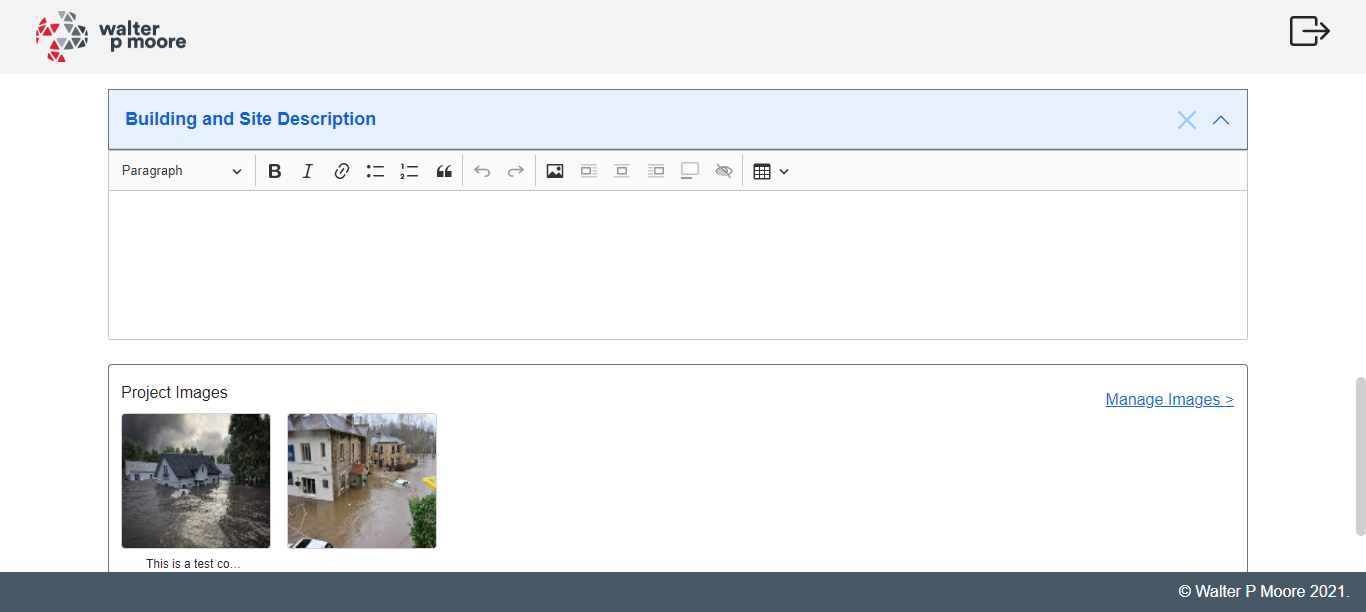 walter
p moore
Building and Site Description
Paragraph
Project Images
Manage Images >
This is a test co...
© Walter P Moore 2021.